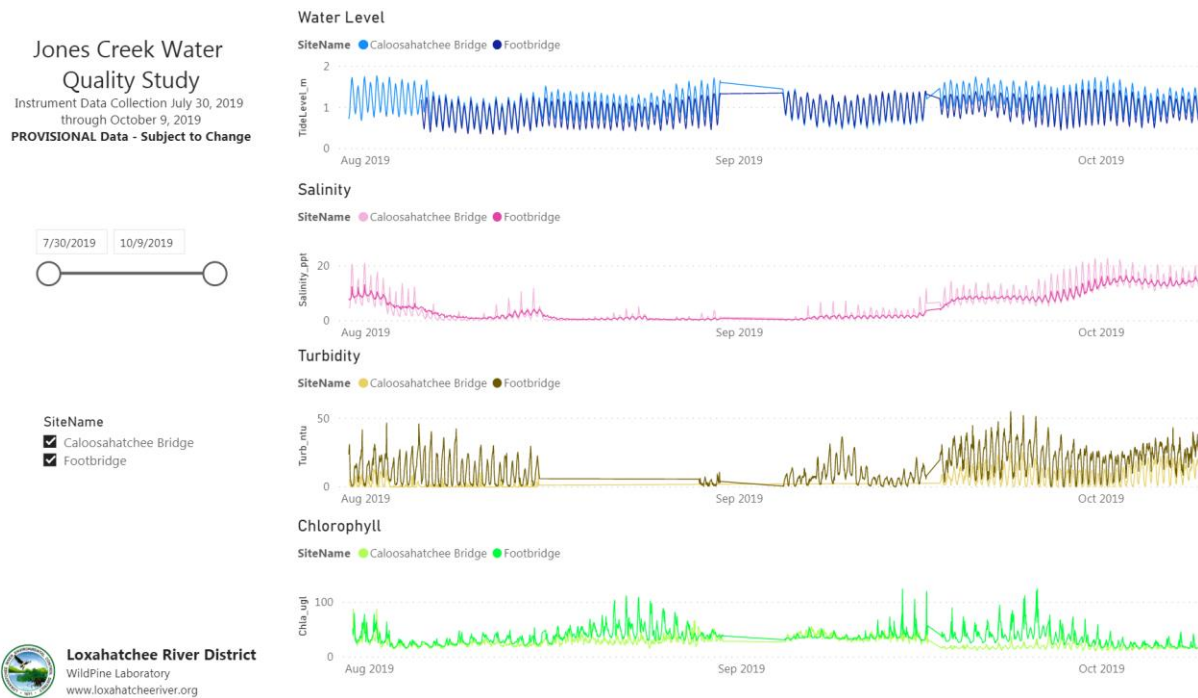 Jones Creek Water
Quality Study
Instrument Data Collection July 30, 2019
through October 9, 2019
PROVISIONAL Data - Subject to Change
7/30/2019 10/9/2019
SiteName
Caloosahatchee Bridge
Footbridge
Loxahatchee River District
WildPine Laboratory
www.loxahatcheeriver.org
Water Level
SiteName Caloosahatchee Bridge Footbridge
TideLevel_m
2
1
0
Aug 2019 Sep 2019 Oct 2019
Salinity
SiteName Caloosahatchee Bridge Footbridge
Salinity_ppt
20
0
Aug 2019 Sep 2019 Oct 2019
Turbidity
SiteName Caloosahatchee Bridge Footbridge
Turb_ntu
50
0
Aug 2019 Sep 2019 Oct 2019
Chlorophyll
SiteName Caloosahatchee Bridge Footbridge
Chla_ugl
100
0
Aug 2019 Sep 2019 Oct 2019